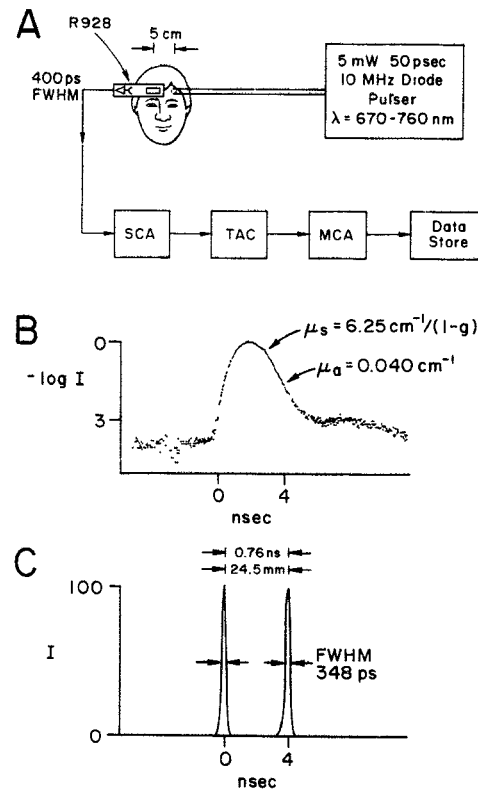 A
R928
5 cm
400 ps
FWHM
5 mW 50 psec
10 MHz Diode
Pulser
λ = 670-760 nm
SCA
TAC
MCA
Data
Store
B
μs = 6.25 cm⁻¹/(1-g)
μa = 0.040 cm⁻¹
0
-log I
3
0
4
nsec
C
0.76 ns
24.5 mm
100
I
FWHM
348 ps
0
0
4
nsec